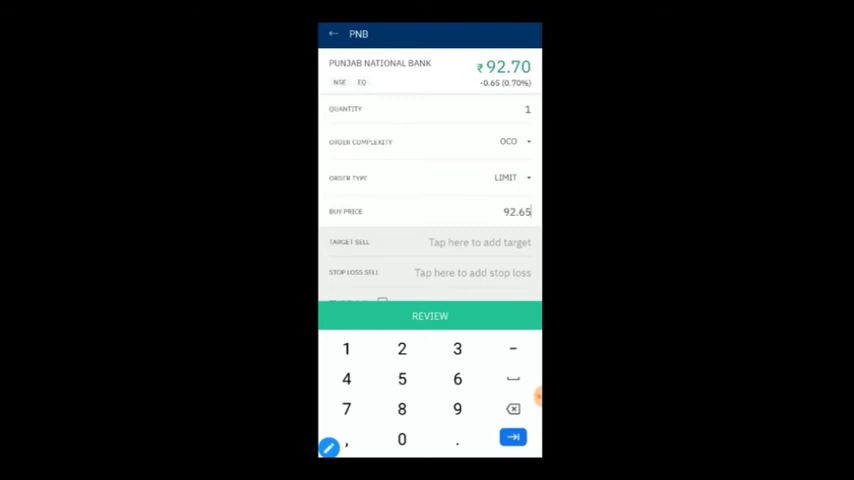 ← PNB
PUNJAB NATIONAL BANK ₹ 92.70
NSE EQ -0.65 (0.70%)
QUANTITY 1
ORDER COMPLEXITY OCO
ORDER TYPE LIMIT
BUY PRICE 92.65
TARGET SELL Tap here to add target
STOP LOSS SELL Tap here to add stop loss
REVIEW
1 2 3 -
4 5 6
7 8 9
, 0 .